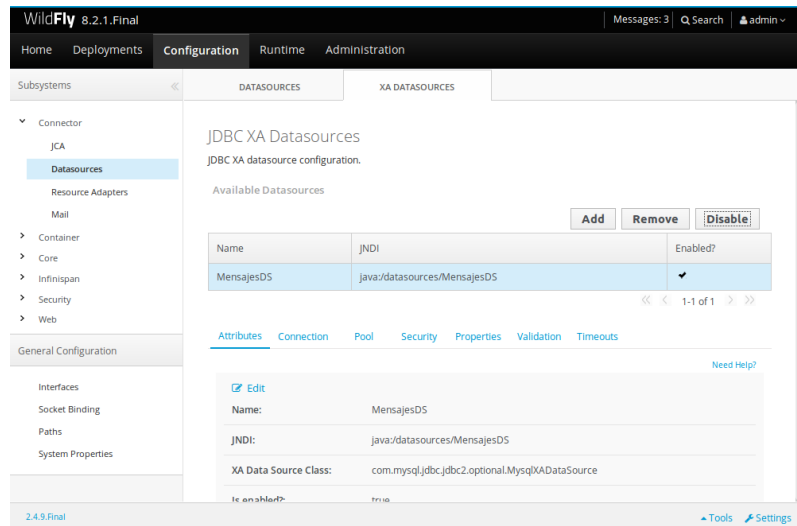 WildFly 8.2.1.Final
Messages: 3 Search admin
Home Deployments Configuration Runtime Administration
Subsystems
DATASOURCES XA DATASOURCES
Connector
JCA
Datasources
Resource Adapters
Mail
Container
Core
Infinispan
Security
Web
General Configuration
Interfaces
Socket Binding
Paths
System Properties
JDBC XA Datasources
JDBC XA datasource configuration.
Available Datasources
Add Remove Disable
Name JNDI Enabled?
MensajesDS java:/datasources/MensajesDS
1-1 of 1
Attributes Connection Pool Security Properties Validation Timeouts
Need Help?
Edit
Name: MensajesDS
JNDI: java:/datasources/MensajesDS
XA Data Source Class: com.mysql.jdbc.jdbc2.optional.MysqlXADataSource
Is enabled?: true
2.4.9.Final
Tools Settings